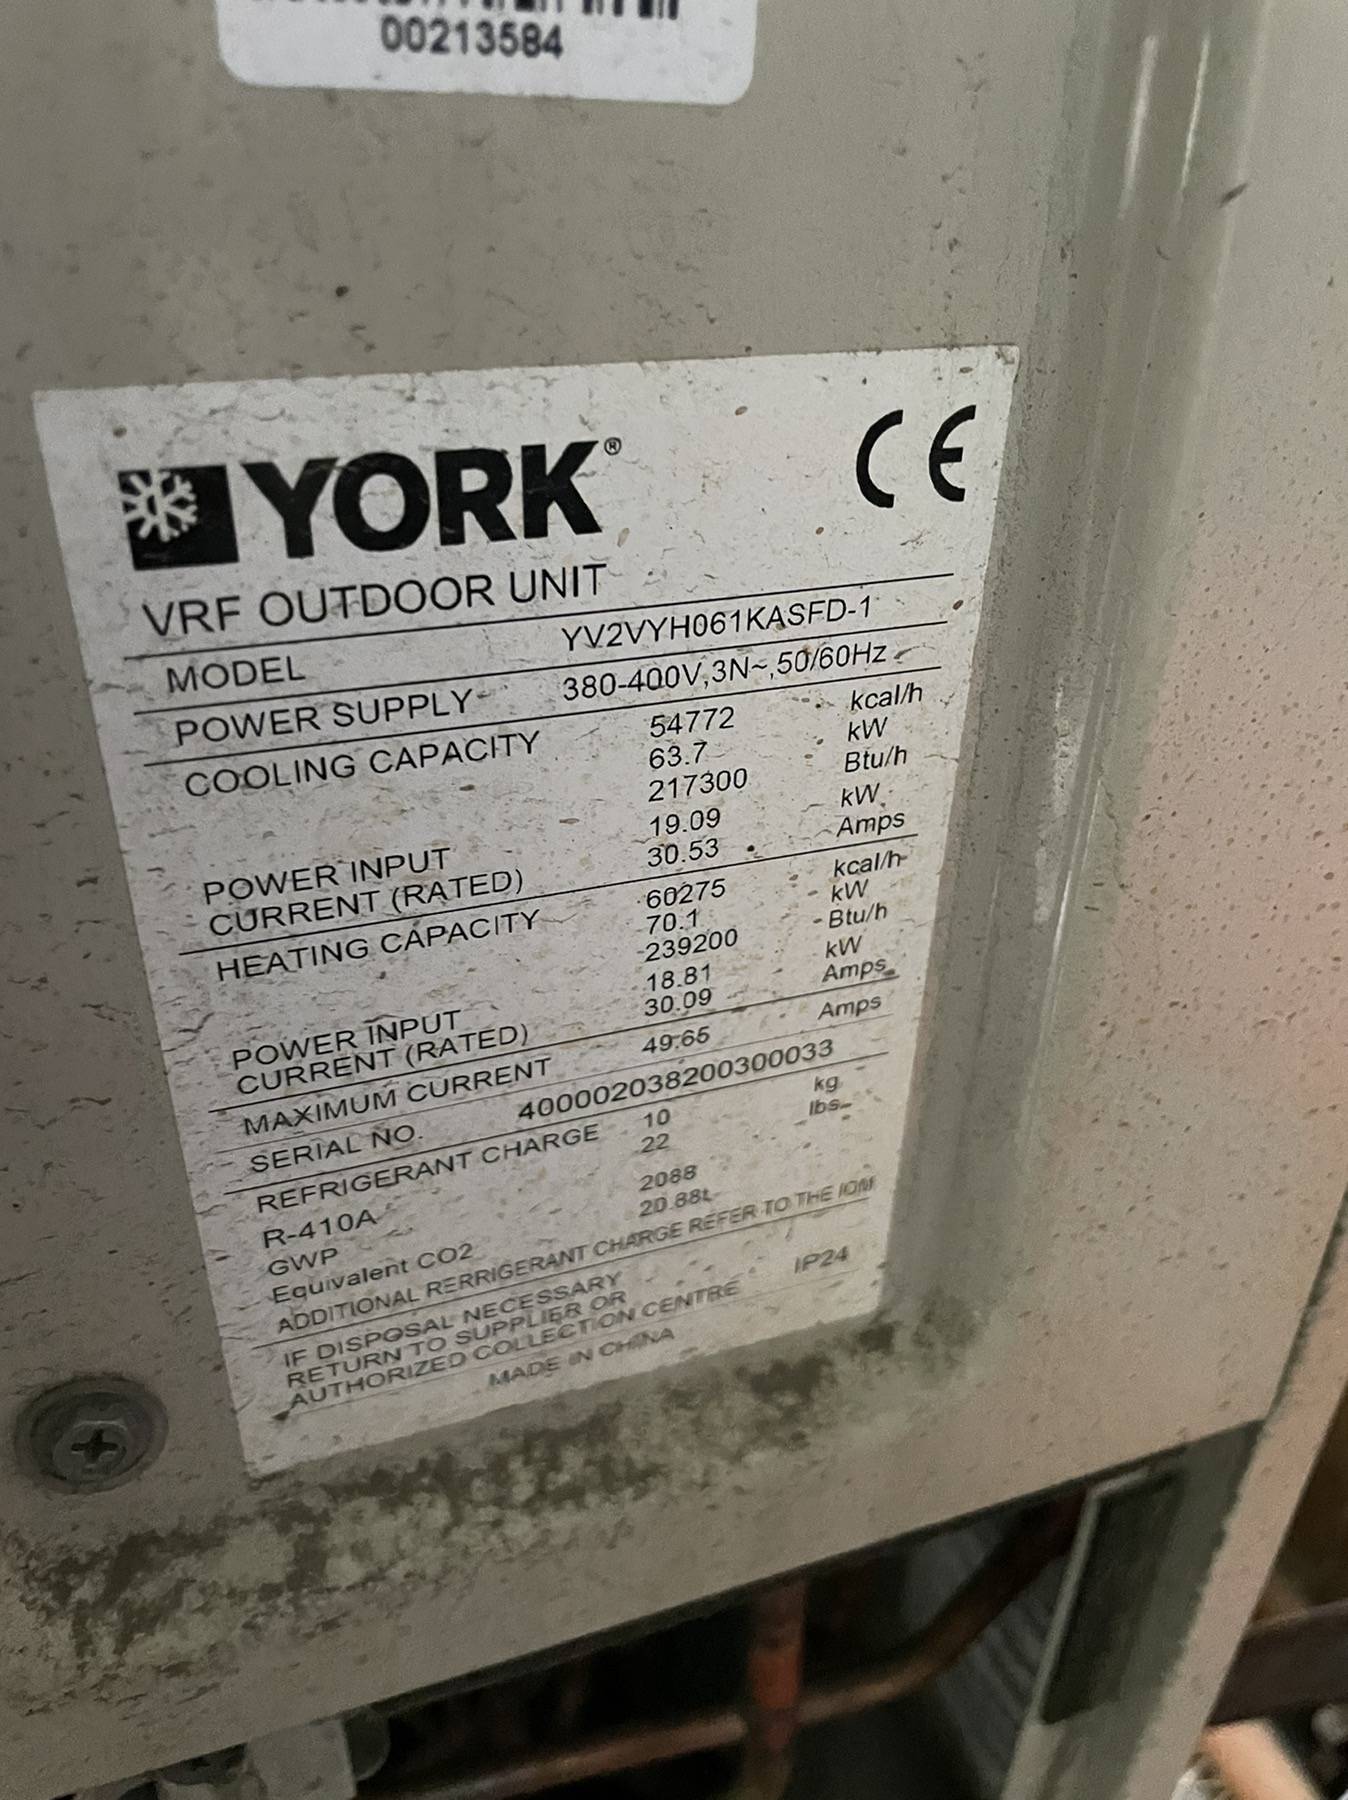 00213584
YORK®
CE
VRF OUTDOOR UNIT
MODEL YV2VYH061KASFD-1
POWER SUPPLY 380-400V,3N~,50/60Hz
COOLING CAPACITY 54772 kcal/h
63.7 kW
217300 Btu/h
POWER INPUT 19.09 kW
CURRENT (RATED) 30.53 Amps
HEATING CAPACITY 60275 kcal/h
70.1 kW
239200 Btu/h
POWER INPUT 18.81 kW
CURRENT (RATED) 30.09 Amps
MAXIMUM CURRENT 49.65 Amps
SERIAL NO. 400002038200300033
REFRIGERANT CHARGE 10 kg
R-410A 22 lbs
GWP 2088
Equivalent CO2 20.88t
ADDITIONAL RERRIGERANT CHARGE REFER TO THE IOM
IF DISPOSAL NECESSARY
RETURN TO SUPPLIER OR
AUTHORIZED COLLECTION CENTRE IP24
MADE IN CHINA